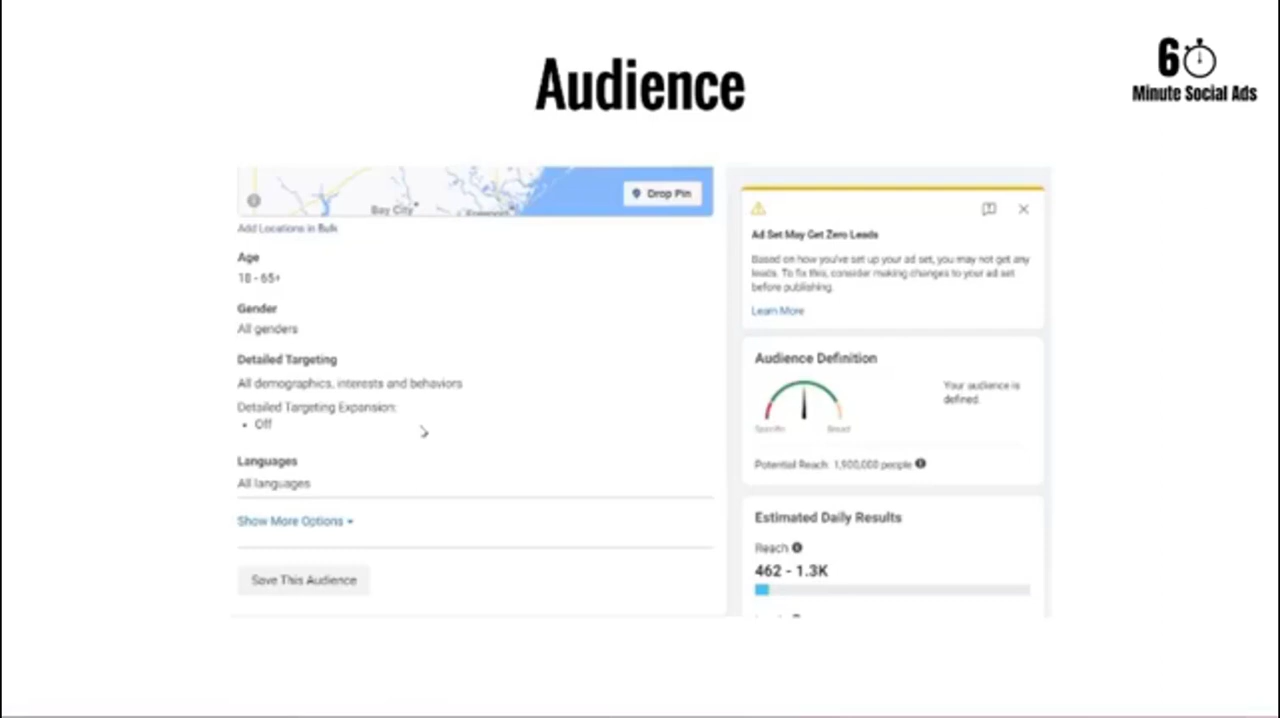 Audience
6
Minute Social Ads
Bay City
Freeport
Drop Pin
Add Locations in Bulk
Age
18 - 65+
Gender
All genders
Detailed Targeting
All demographics, interests and behaviors
Detailed Targeting Expansion:
• Off
Languages
All languages
Show More Options
Save This Audience
Ad Set May Get Zero Leads
Based on how you've set up your ad set, you may not get any
leads. To fix this, consider making changes to your ad set
before publishing.
Learn More
Audience Definition
Your audience is
defined.
Specific
Broad
Potential Reach: 1,900,000 people
Estimated Daily Results
Reach
462 - 1.3K